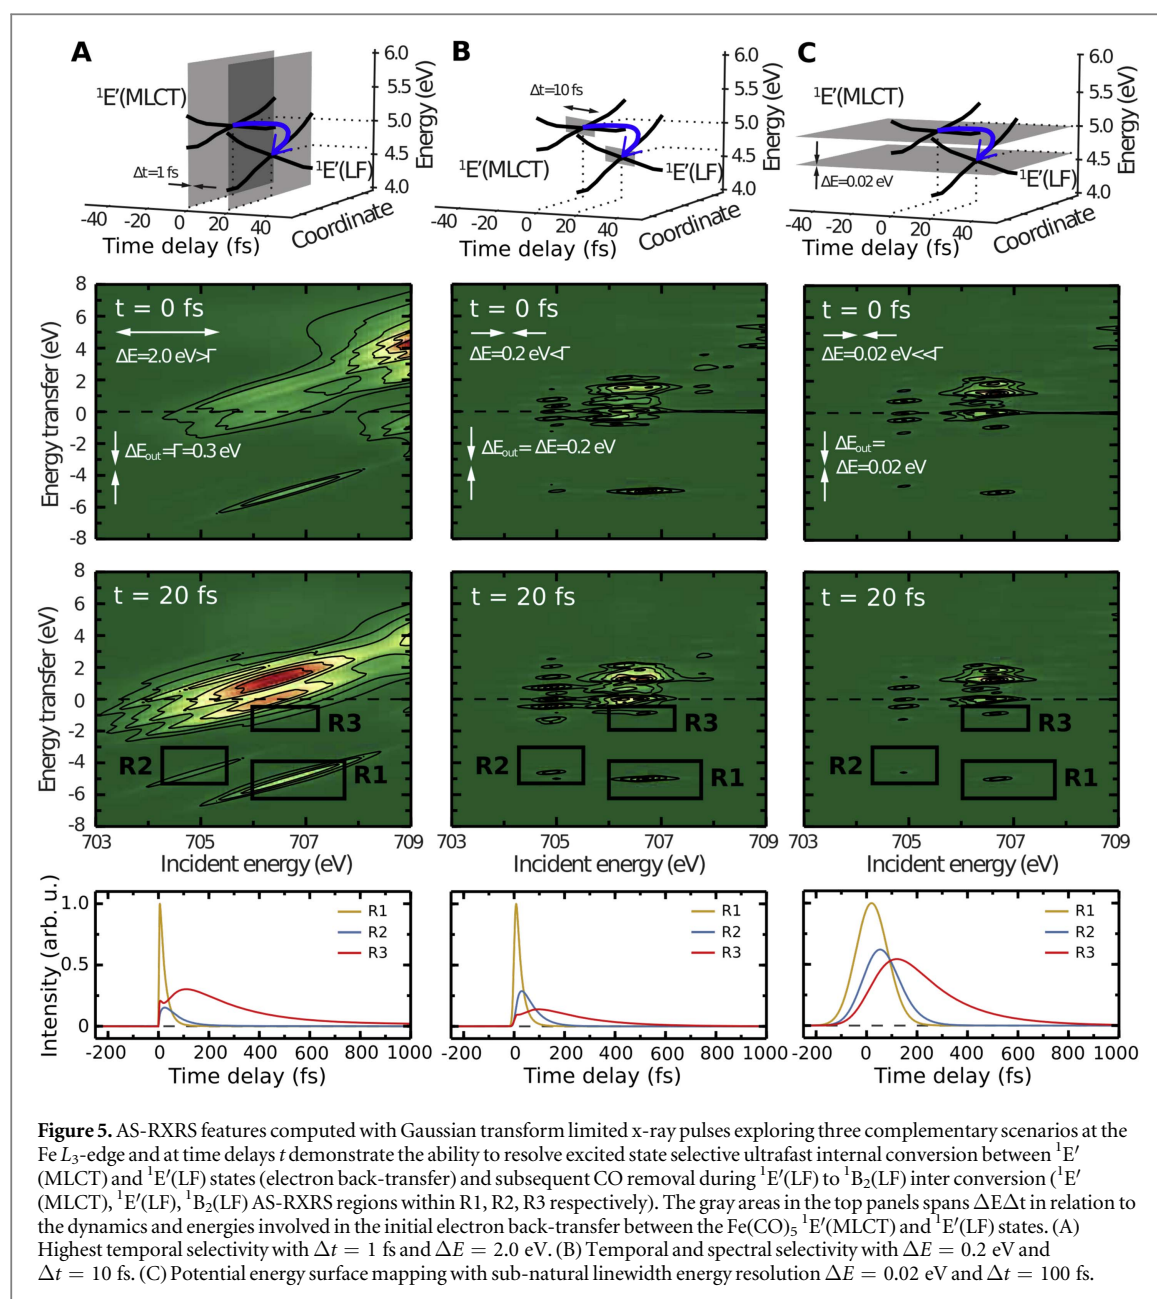 A
B
C
6.0
5.5
5.0
4.5
4.0
Energy (eV)
¹E′(MLCT)
¹E′(LF)
Δt=1 fs
-40
-20
0
20
40
Time delay (fs)
Coordinate
6.0
5.5
5.0
4.5
4.0
Energy (eV)
Δt=10 fs
¹E′(MLCT)
¹E′(LF)
-40
-20
0
20
40
Time delay (fs)
Coordinate
6.0
5.5
5.0
4.5
4.0
Energy (eV)
¹E′(MLCT)
¹E′(LF)
ΔE=0.02 eV
-40
-20
0
20
40
Time delay (fs)
Coordinate
8
6
4
2
0
-2
-4
-6
-8
Energy transfer (eV)
t = 0 fs
ΔE=2.0 eV>Γ
ΔEout=Γ=0.3 eV
t = 0 fs
ΔE=0.2 eV<Γ
ΔEout= ΔE=0.2 eV
t = 0 fs
ΔE=0.02 eV<<Γ
ΔEout=
ΔE=0.02 eV
8
6
4
2
0
-2
-4
-6
-8
Energy transfer (eV)
t = 20 fs
R3
R2
R1
t = 20 fs
R3
R2
R1
t = 20 fs
R3
R2
R1
703 705 707 709
Incident energy (eV)
703 705 707 709
Incident energy (eV)
703 705 707 709
Incident energy (eV)
Intensity (arb. u.)
1.0
0.5
0
R1
R2
R3
R1
R2
R3
R1
R2
R3
-200 0 200 400 600 800 1000
Time delay (fs)
-200 0 200 400 600 800 1000
Time delay (fs)
-200 0 200 400 600 800 1000
Time delay (fs)
Figure 5. AS-RXRS features computed with Gaussian transform limited x-ray pulses exploring three complementary scenarios at the
Fe L₃-edge and at time delays t demonstrate the ability to resolve excited state selective ultrafast internal conversion between ¹E′
(MLCT) and ¹E′(LF) states (electron back-transfer) and subsequent CO removal during ¹E′(LF) to ¹B₂(LF) inter conversion (¹E′
(MLCT), ¹E′(LF), ¹B₂(LF) AS-RXRS regions within R1, R2, R3 respectively). The gray areas in the top panels spans ΔEΔt in relation to
the dynamics and energies involved in the initial electron back-transfer between the Fe(CO)₅ ¹E′(MLCT) and ¹E′(LF) states. (A)
Highest temporal selectivity with Δt = 1 fs and ΔE = 2.0 eV. (B) Temporal and spectral selectivity with ΔE = 0.2 eV and
Δt = 10 fs. (C) Potential energy surface mapping with sub-natural linewidth energy resolution ΔE = 0.02 eV and Δt = 100 fs.